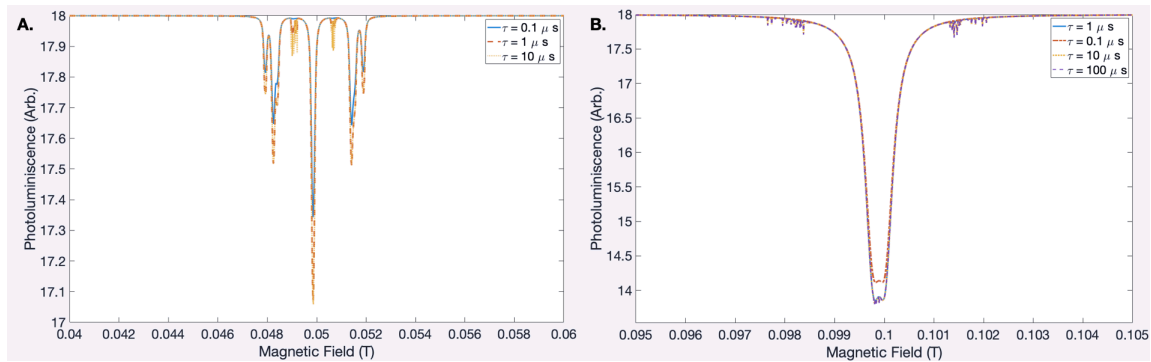 A.
18
17.9
17.8
17.7
17.6
17.5
17.4
17.3
17.2
17.1
17
Photoluminiscence (Arb.)
τ = 0.1 μ s
τ = 1 μ s
τ = 10 μ s
0.04 0.042 0.044 0.046 0.048 0.05 0.052 0.054 0.056 0.058 0.06
Magnetic Field (T)
B.
18
17.5
17
16.5
16
15.5
15
14.5
14
Photoluminiscence (Arb.)
τ = 1 μ s
τ = 0.1 μ s
τ = 10 μ s
τ = 100 μ s
0.095 0.096 0.097 0.098 0.099 0.1 0.101 0.102 0.103 0.104 0.105
Magnetic Field (T)